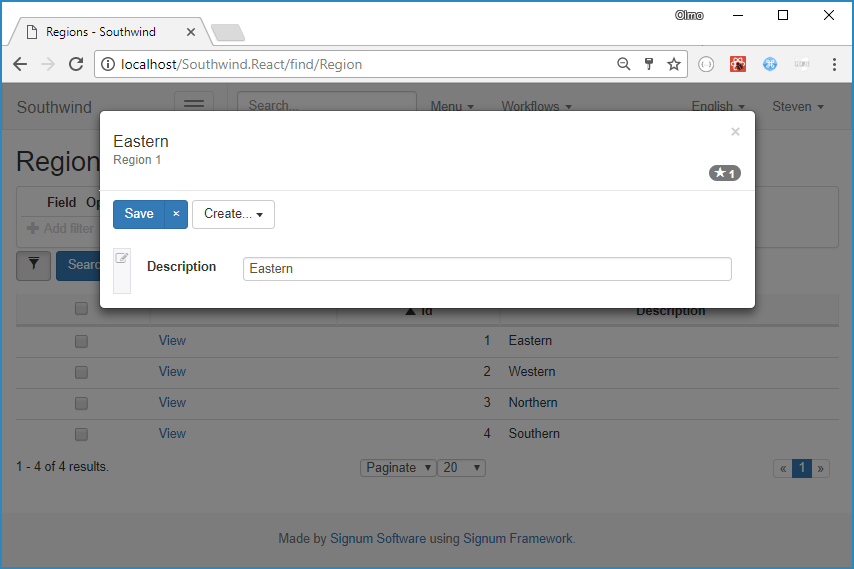 Olmo
Regions - Southwind
localhost/Southwind.React/find/Region
Southwind Search... Menu Workflows English Steven
Region
Field
Add filter
Eastern
×
Region 1
★ 1
Save × Create...
Description Eastern
Id Description
View 1 Eastern
View 2 Western
View 3 Northern
View 4 Southern
1 - 4 of 4 results. Paginate 20 « 1 »
Made by Signum Software using Signum Framework.